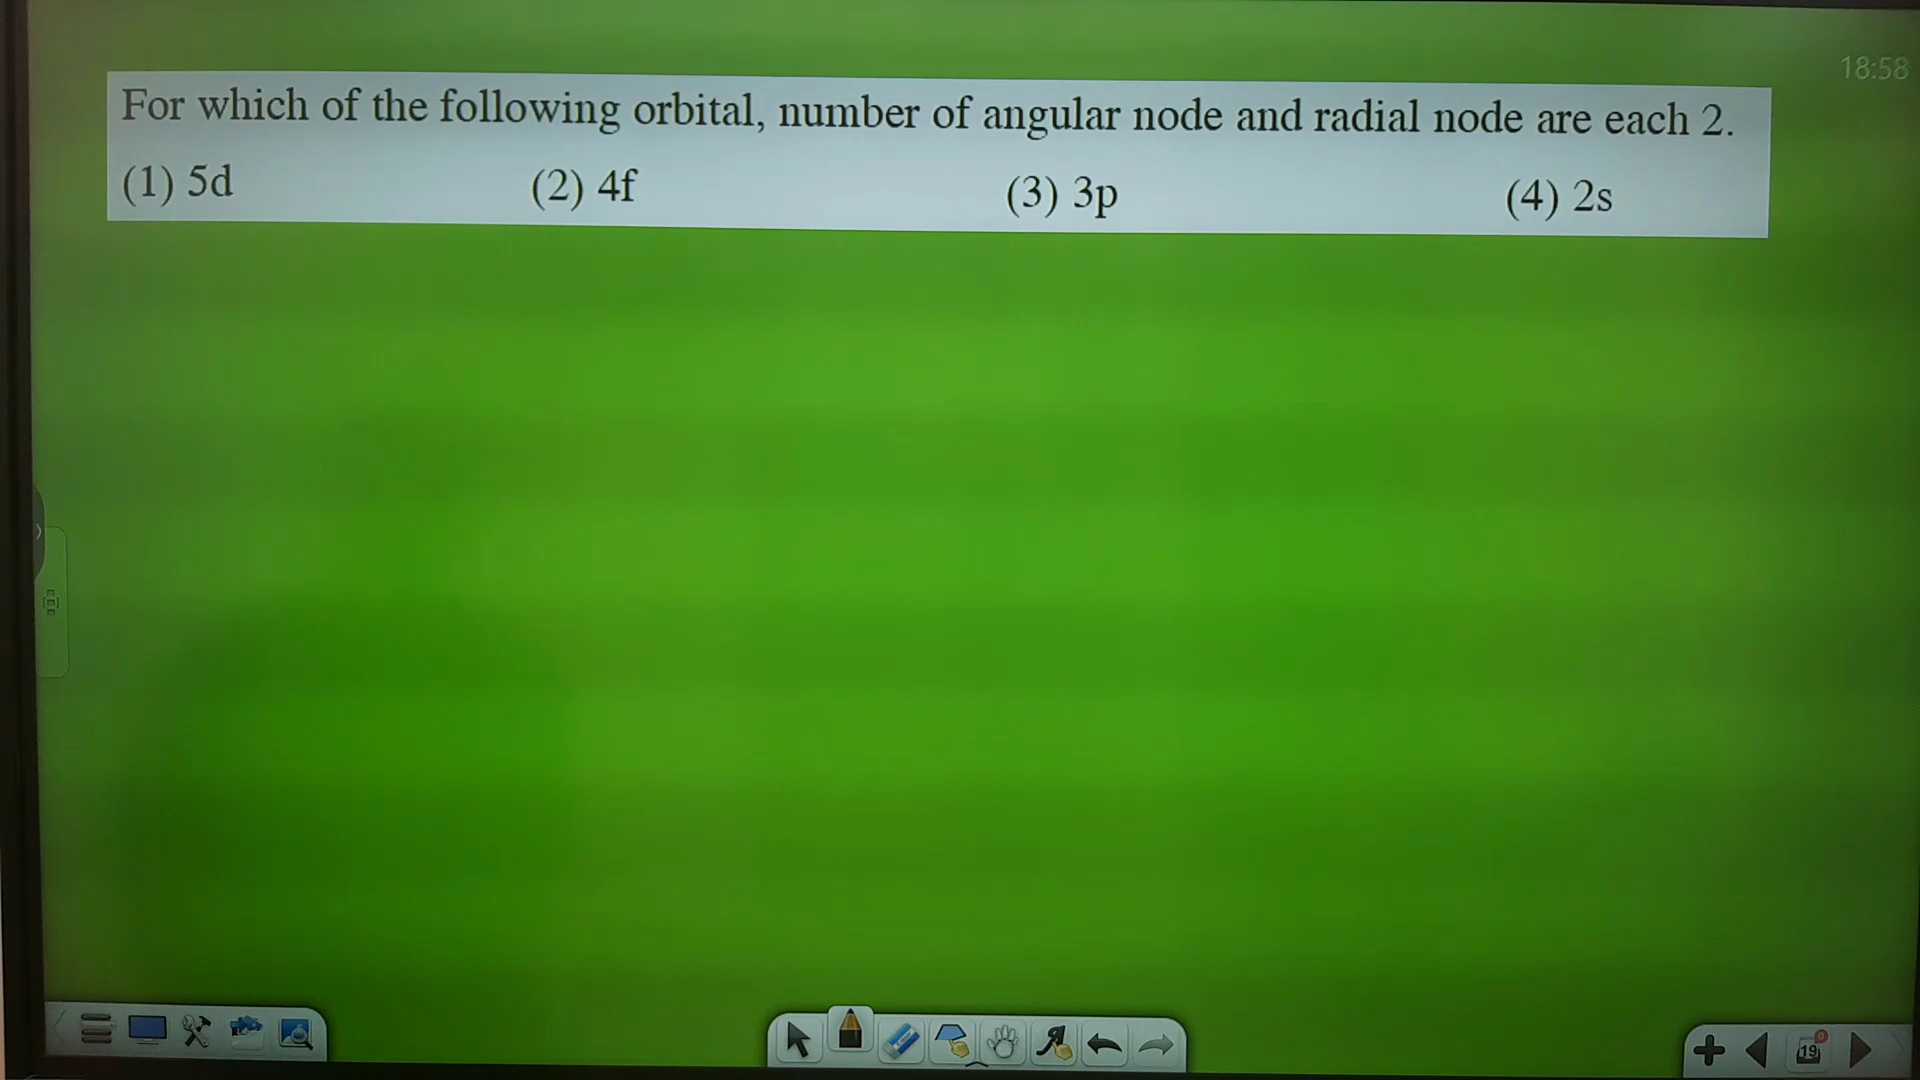 18:58
For which of the following orbital, number of angular node and radial node are each 2.
(1) 5d (2) 4f (3) 3p (4) 2s
19